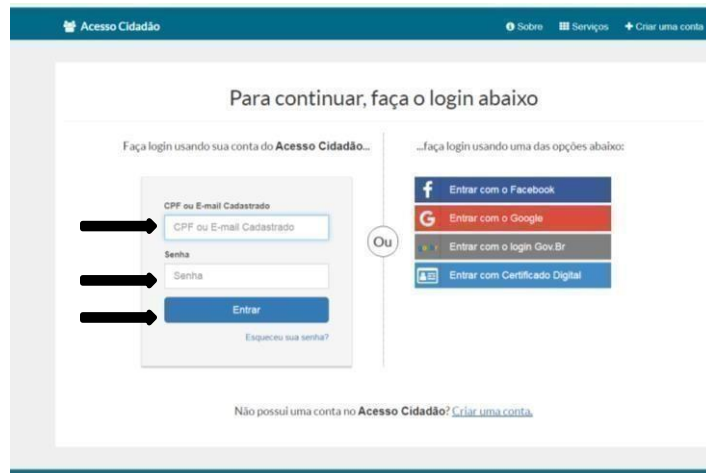 Acesso Cidadão
Sobre
Serviços
Criar uma conta
Para continuar, faça o login abaixo
Faça login usando sua conta do Acesso Cidadão...
CPF ou E-mail Cadastrado
CPF ou E-mail Cadastrado
Senha
Senha
Entrar
Esqueceu sua senha?
Ou
...faça login usando uma das opções abaixo:
f Entrar com o Facebook
G Entrar com o Google
Entrar com o login Gov.Br
Entrar com Certificado Digital
Não possui uma conta no Acesso Cidadão? Criar uma conta.